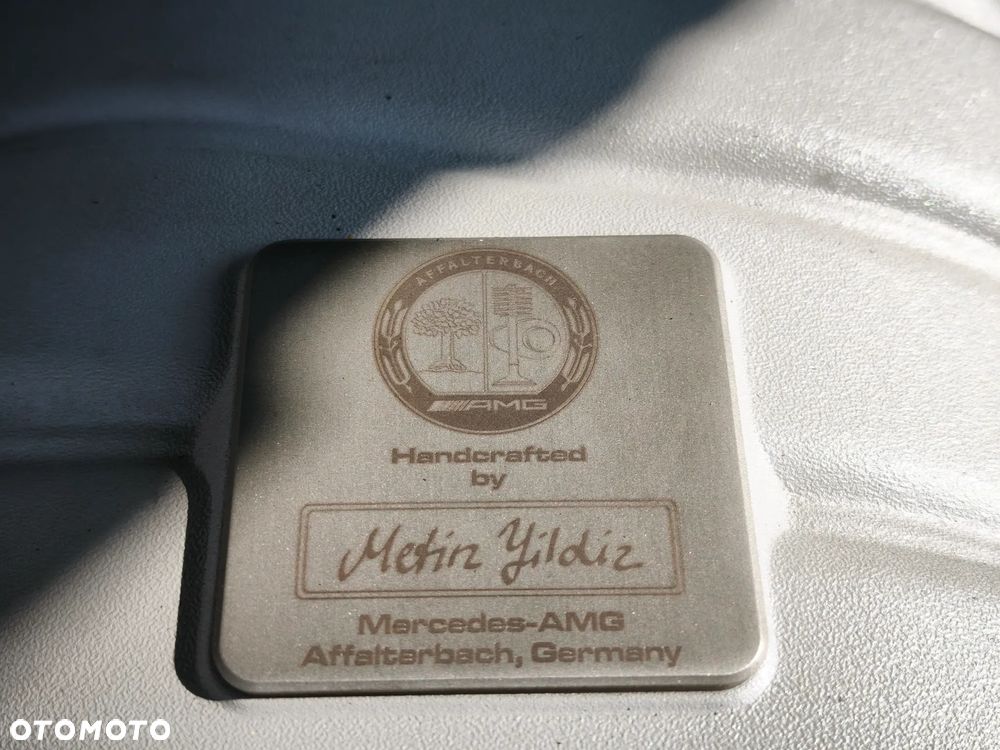 AFFALTERBACH
AMG
Handcrafted
by
Metin Yildiz
Mercedes-AMG
Affalterbach, Germany
OTOMOTO